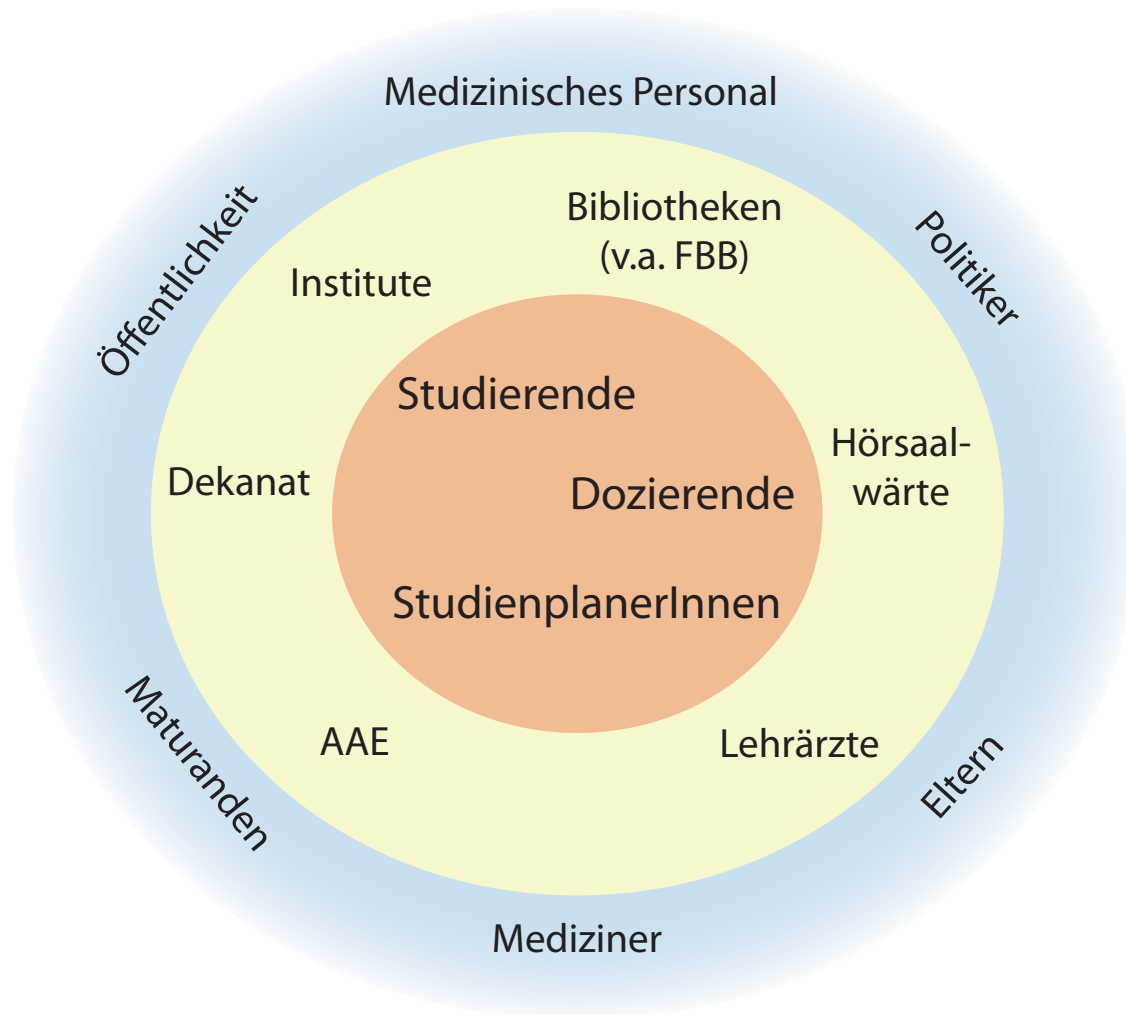 Medizinisches Personal
Öffentlichkeit
Politiker
Bibliotheken
(v.a. FBB)
Institute
Studierende
Hörsaal-
wärte
Dekanat
Dozierende
StudienplanerInnen
AAE
Lehrärzte
Maturanden
Eltern
Mediziner